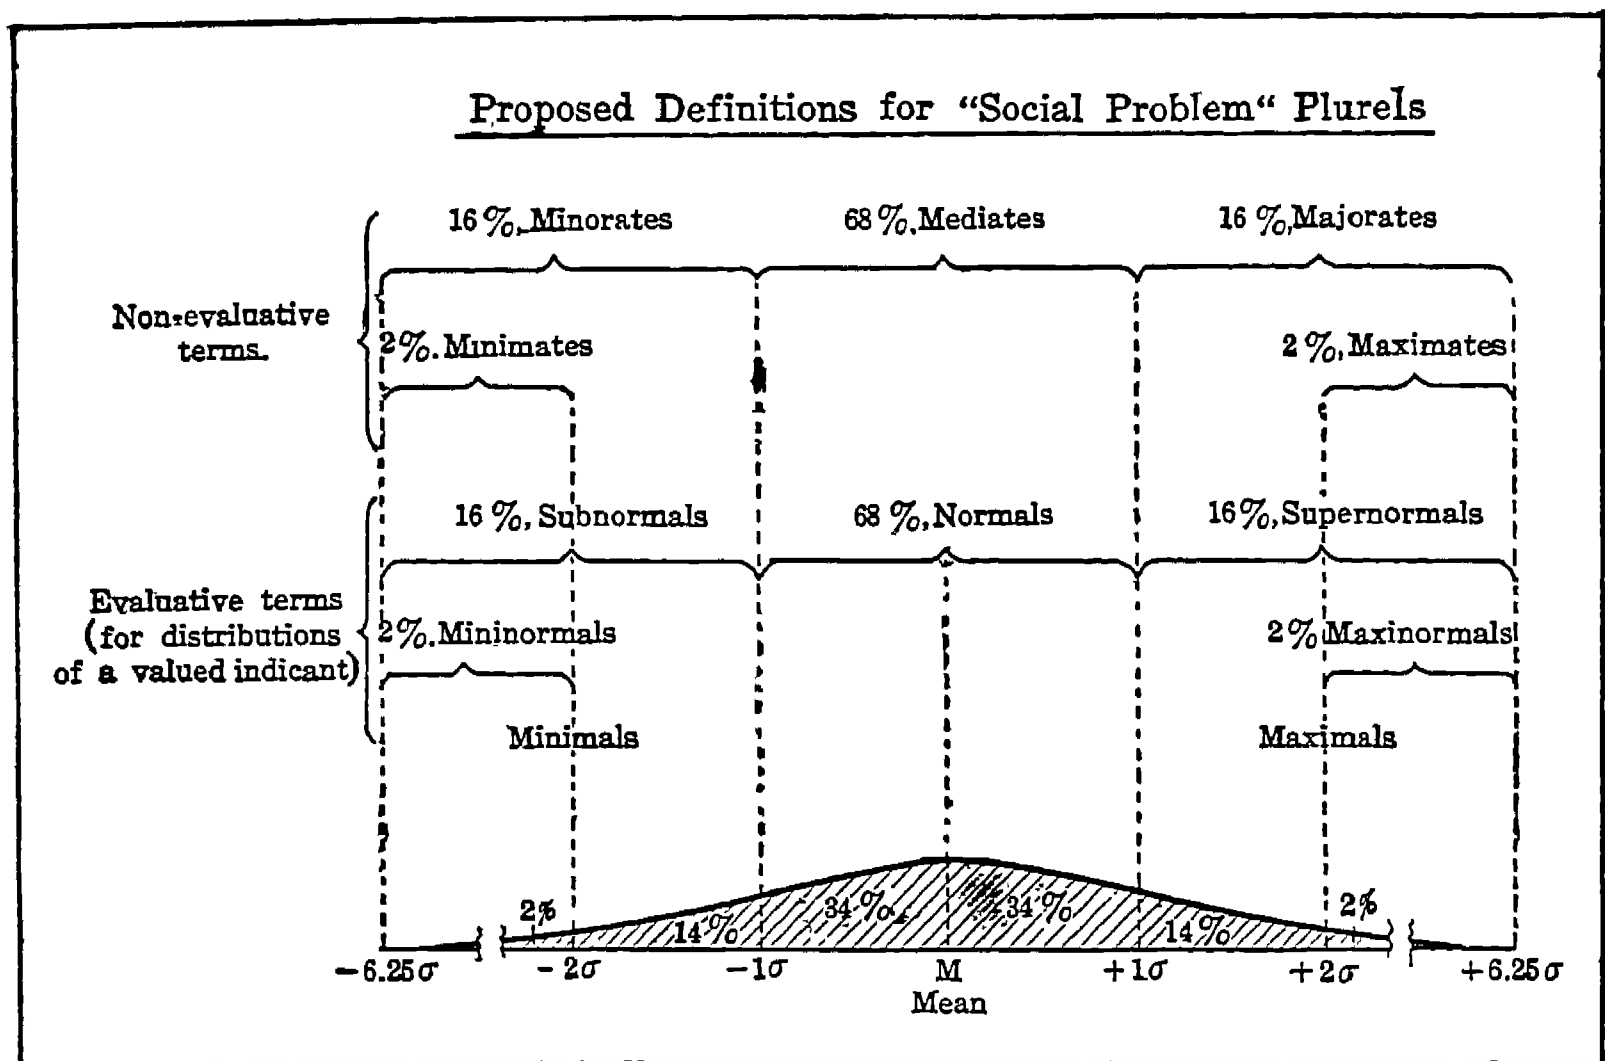 Proposed Definitions for “Social Problem“ Plurels
16%, Minorates 68%, Mediates 16%, Majorates
Non-evaluative
terms.
2%. Minimates 2%, Maximates
16%, Subnormals 68%, Normals 16%, Supernormals
Evaluative terms
(for distributions
of a valued indicant)
2%. Mininormals 2% Maxinormals
Minimals Maximals
2% 14% 34% 34% 14% 2%
−6.25σ −2σ −1σ M +1σ +2σ +6.25σ
Mean